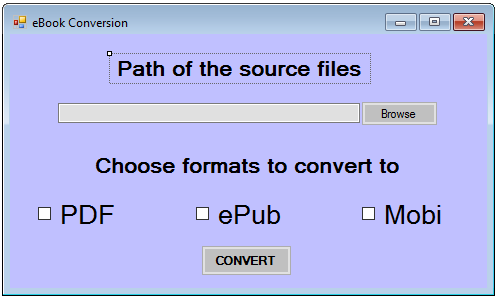 eBook Conversion
Path of the source files
Browse
Choose formats to convert to
PDF ePub Mobi
CONVERT